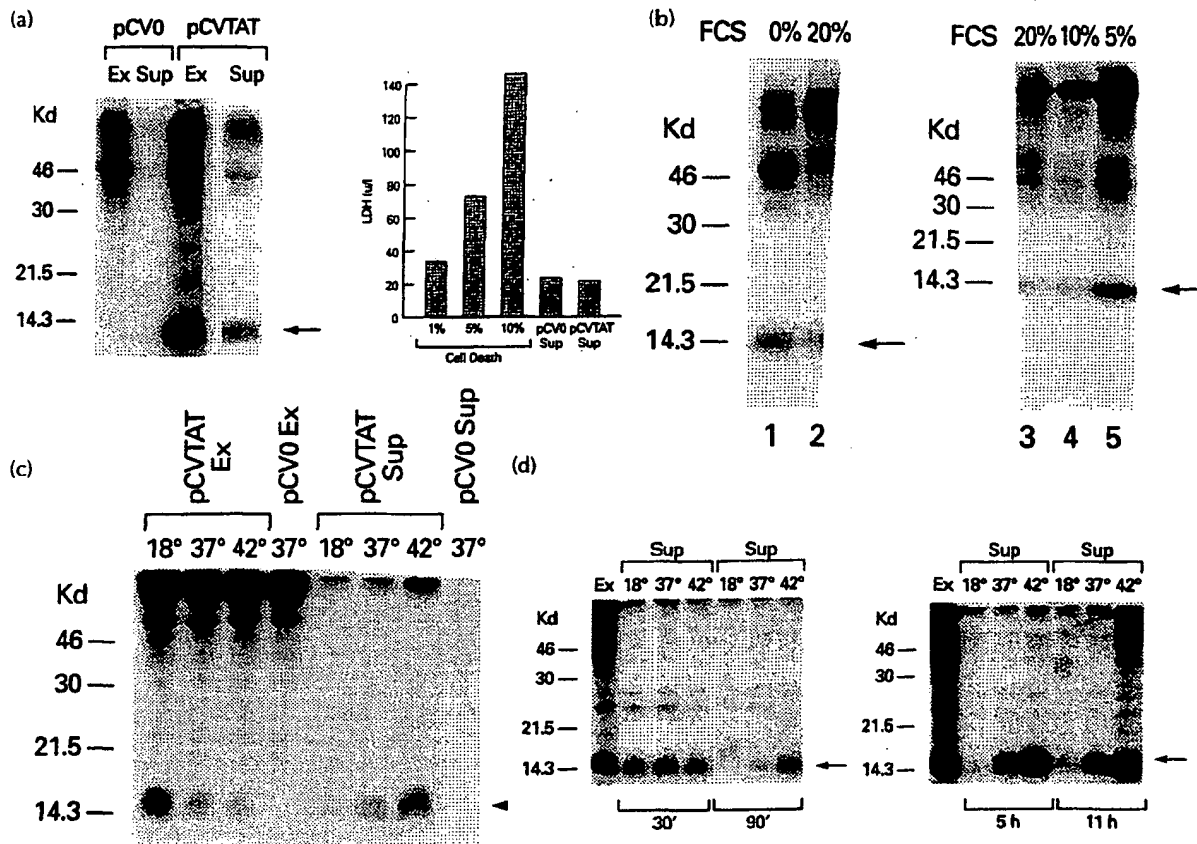 (a)
pCV0 pCVTAT
Ex Sup Ex Sup
Kd
46
30
21.5
14.3
LDH (u/l
140
120
100
80
60
40
20
0
1% 5% 10% pCV0 Sup pCVTAT Sup
Cell Death
(b)
FCS 0% 20%
Kd
46
30
21.5
14.3
1 2
FCS 20% 10% 5%
Kd
46
30
21.5
14.3
3 4 5
(c)
pCVTAT Ex
pCV0 Ex
pCVTAT Sup
pCV0 Sup
18° 37° 42° 37° 18° 37° 42° 37°
Kd
46
30
21.5
14.3
(d)
Sup Sup
Ex 18° 37° 42° 18° 37° 42°
Kd
46
30
21.5
14.3
30' 90'
Sup Sup
Ex 18° 37° 42° 18° 37° 42°
Kd
46
30
21.5
14.3
5 h 11 h